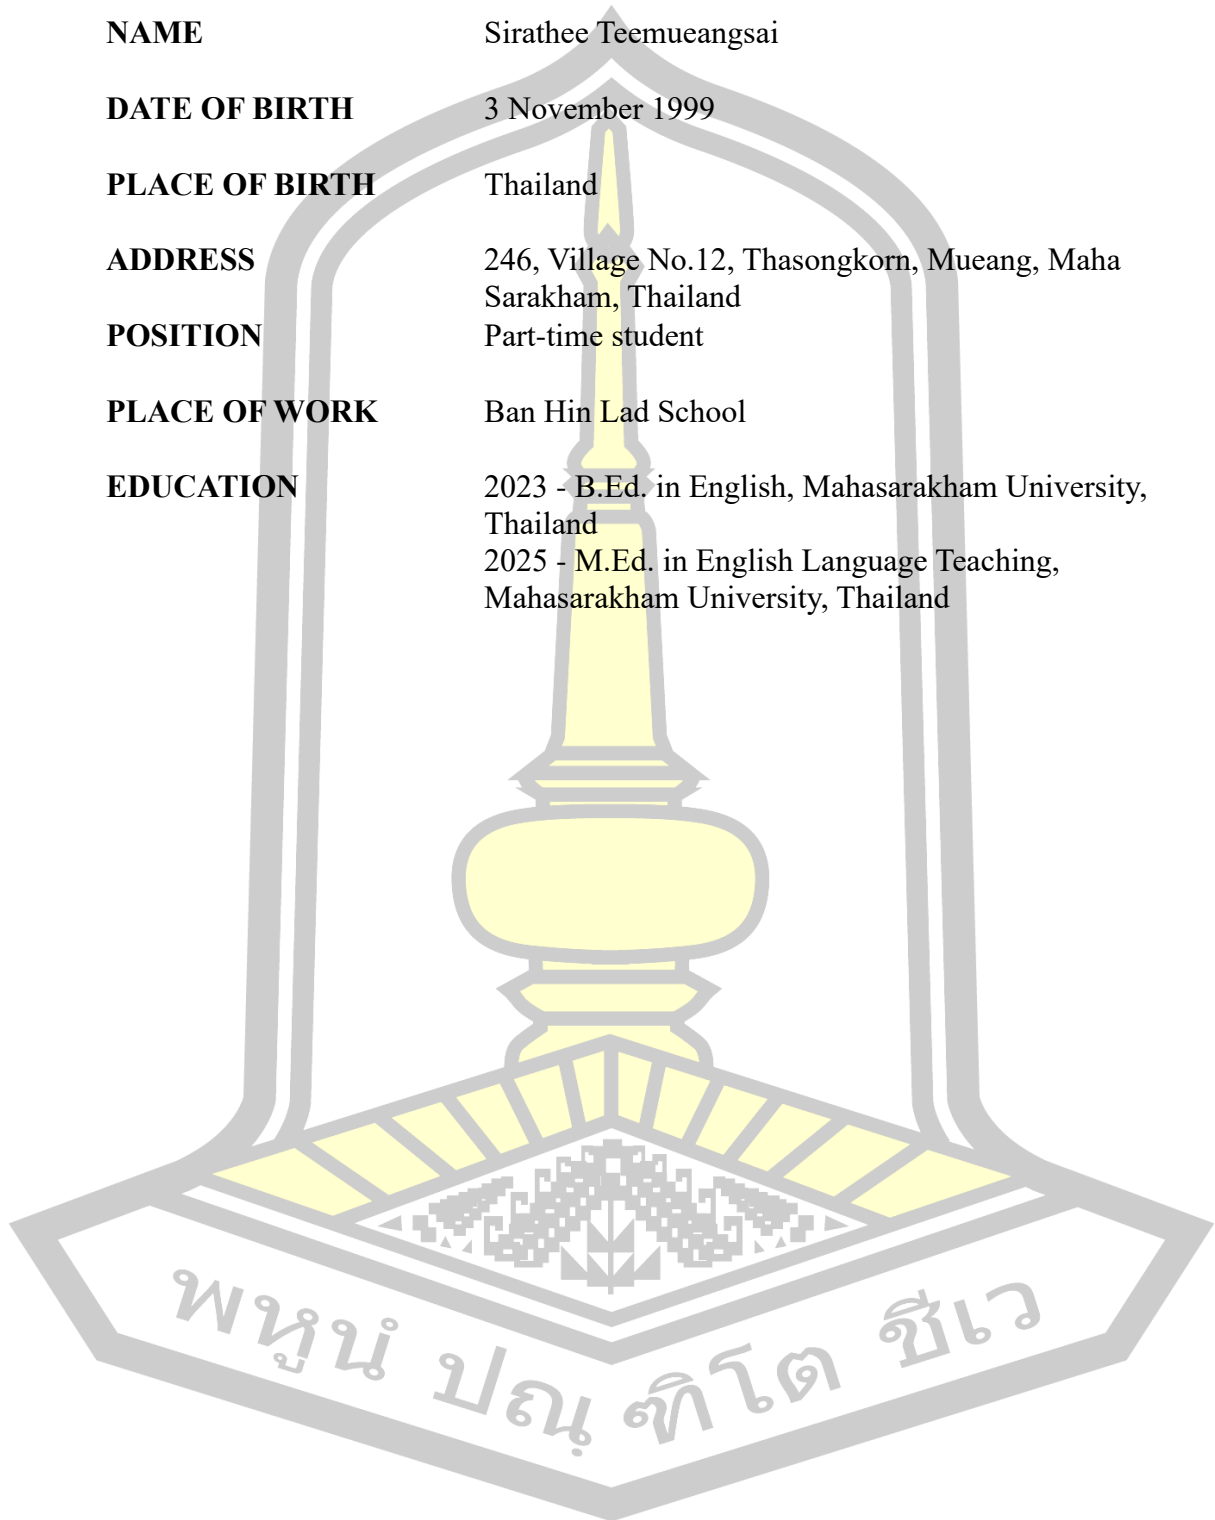 NAME Sirathee Teemueangsai
DATE OF BIRTH 3 November 1999
PLACE OF BIRTH Thailand
ADDRESS 246, Village No.12, Thasongkorn, Mueang, Maha
Sarakham, Thailand
POSITION Part-time student
PLACE OF WORK Ban Hin Lad School
EDUCATION 2023 - B.Ed. in English, Mahasarakham University,
Thailand
2025 - M.Ed. in English Language Teaching,
Mahasarakham University, Thailand
พหูนํ ปณฺฑิโต ชีเว